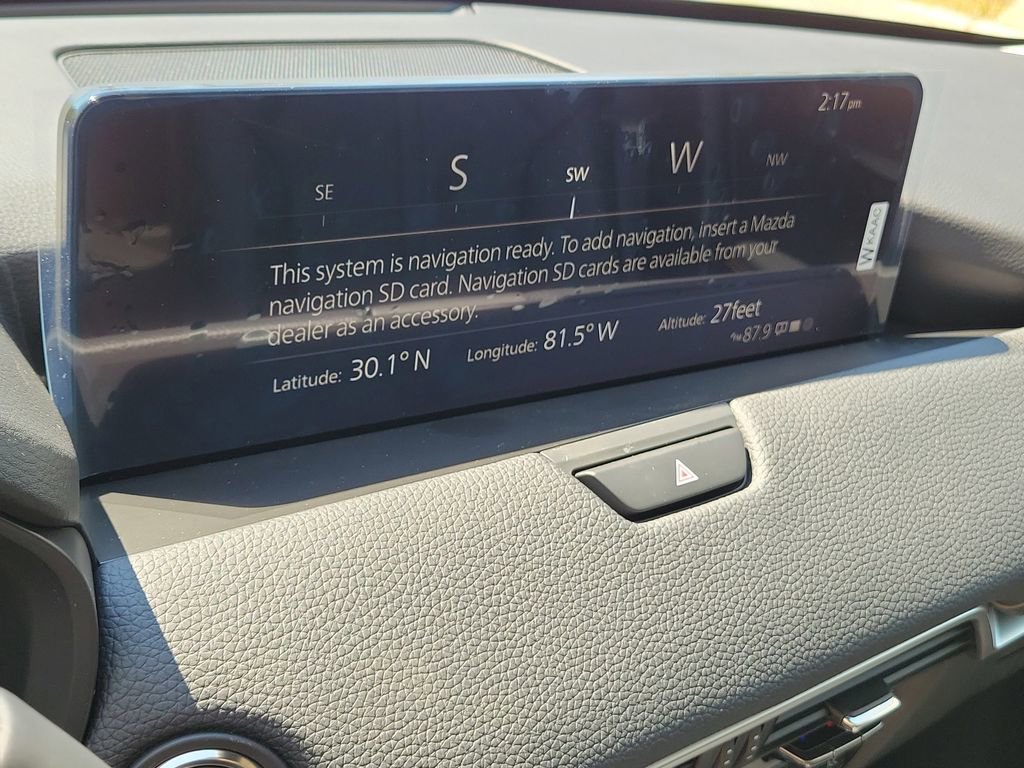 2:17pm
SE S SW W NW
This system is navigation ready. To add navigation, insert a Mazda
navigation SD card. Navigation SD cards are available from your
dealer as an accessory.
Latitude: 30.1° N Longitude: 81.5° W Altitude: 27feet
FM 87.9